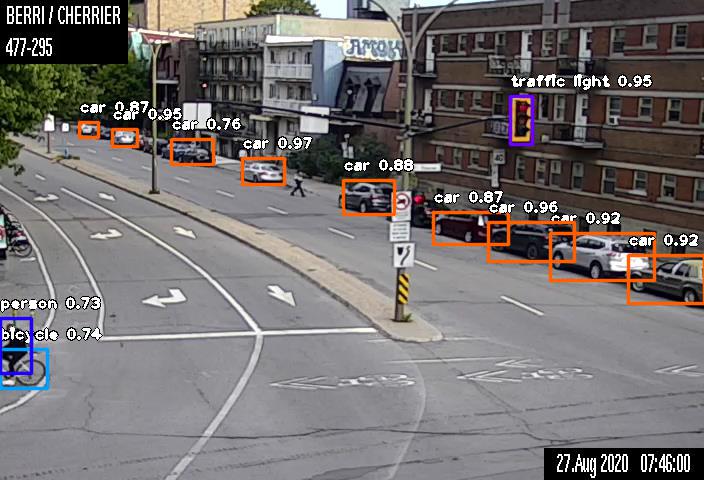 BERRI / CHERRIER
477-295
AMOK
traffic light 0.95
car 0.87
car 0.95
car 0.76
car 0.97
car 0.88
40
car 0.87
car 0.96
car 0.92
car 0.92
person 0.73
bicycle 0.74
27.Aug 2020 07:46:00